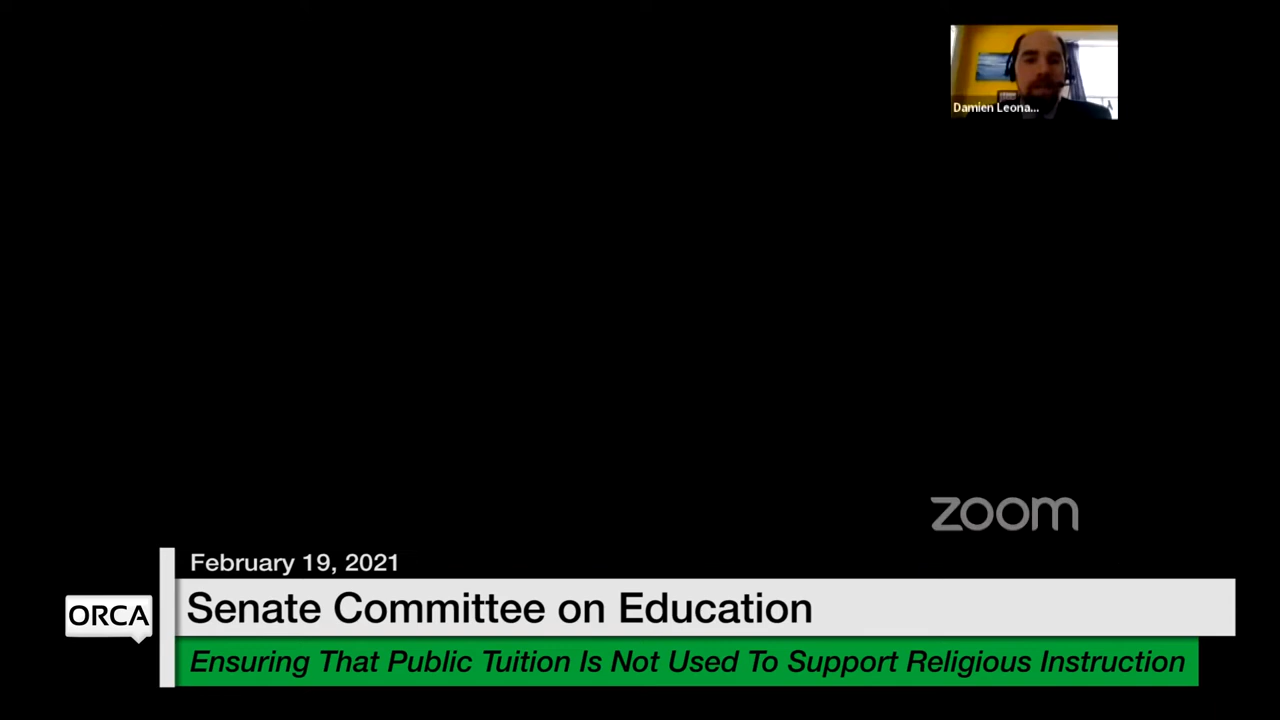 Damien Leona...
zoom
February 19, 2021
ORCA
Senate Committee on Education
Ensuring That Public Tuition Is Not Used To Support Religious Instruction